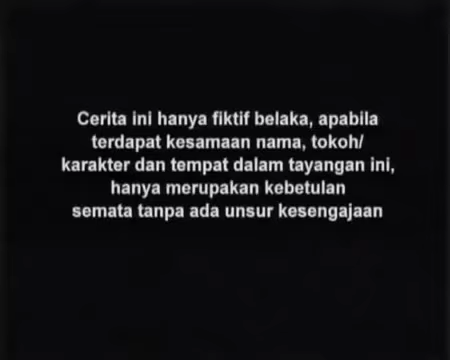 Cerita ini hanya fiktif belaka, apabila
terdapat kesamaan nama, tokoh/
karakter dan tempat dalam tayangan ini,
hanya merupakan kebetulan
semata tanpa ada unsur kesengajaan